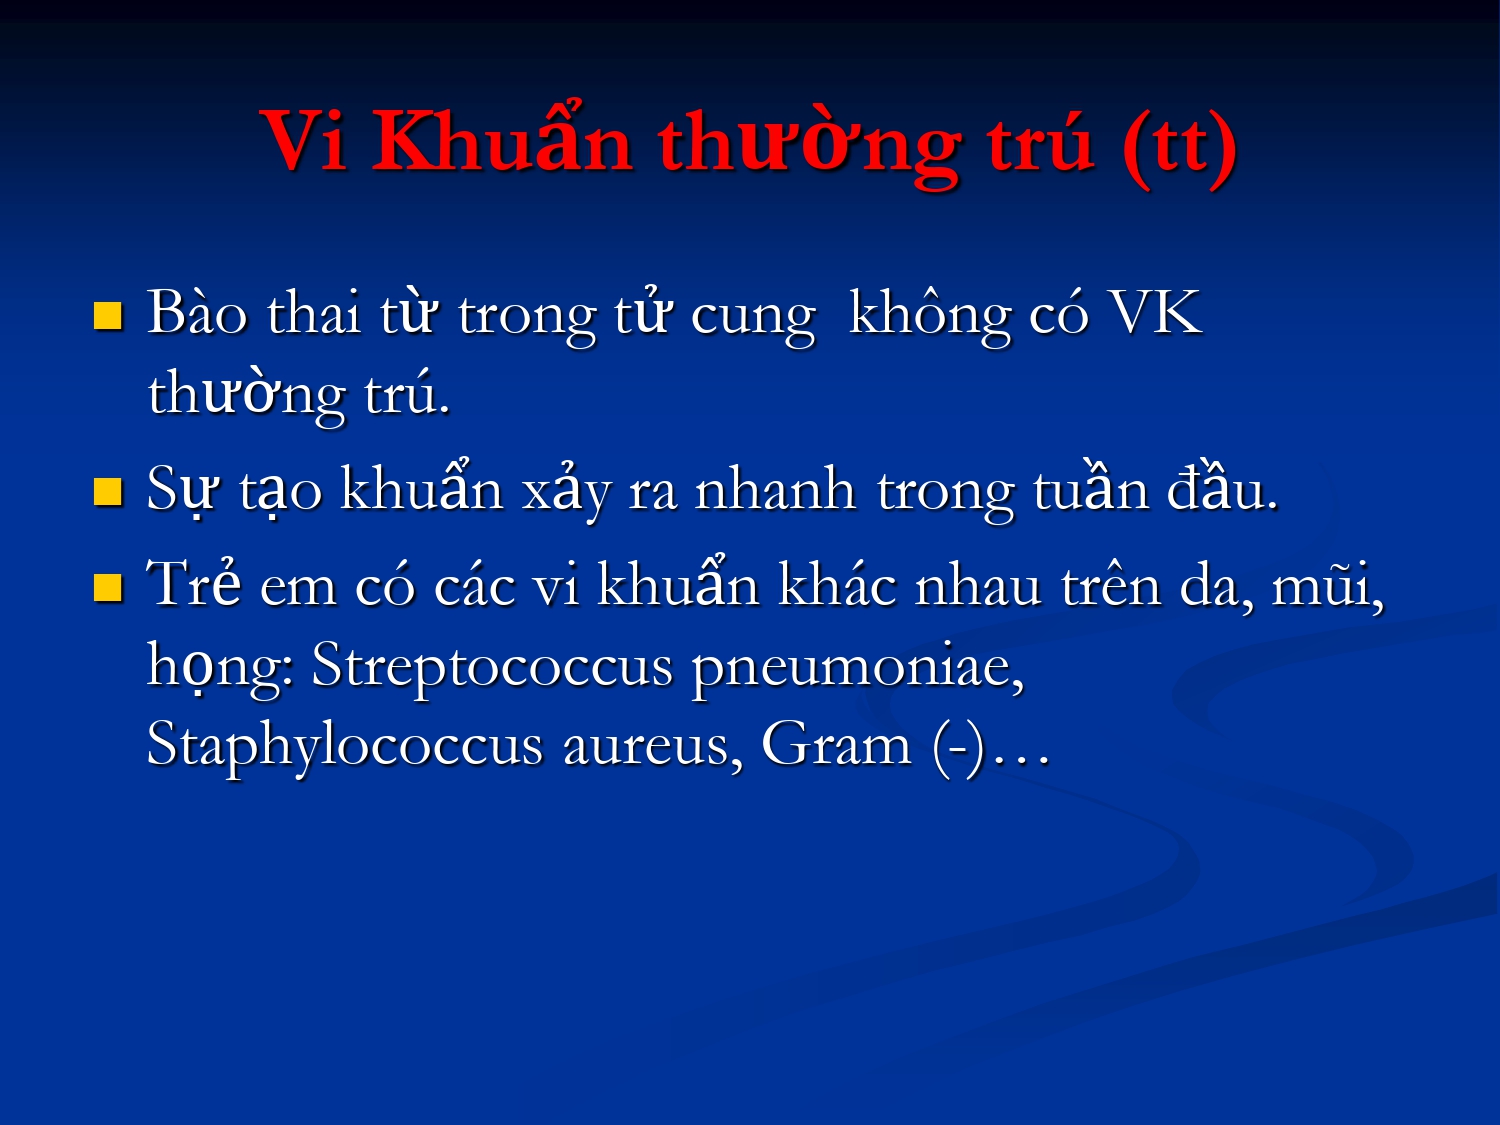 Vi Khuẩn thường trú (tt)
Bào thai từ trong tử cung không có VK
thường trú.
Sự tạo khuẩn xảy ra nhanh trong tuần đầu.
Trẻ em có các vi khuẩn khác nhau trên da, mũi,
họng: Streptococcus pneumoniae,
Staphylococcus aureus, Gram (-)…